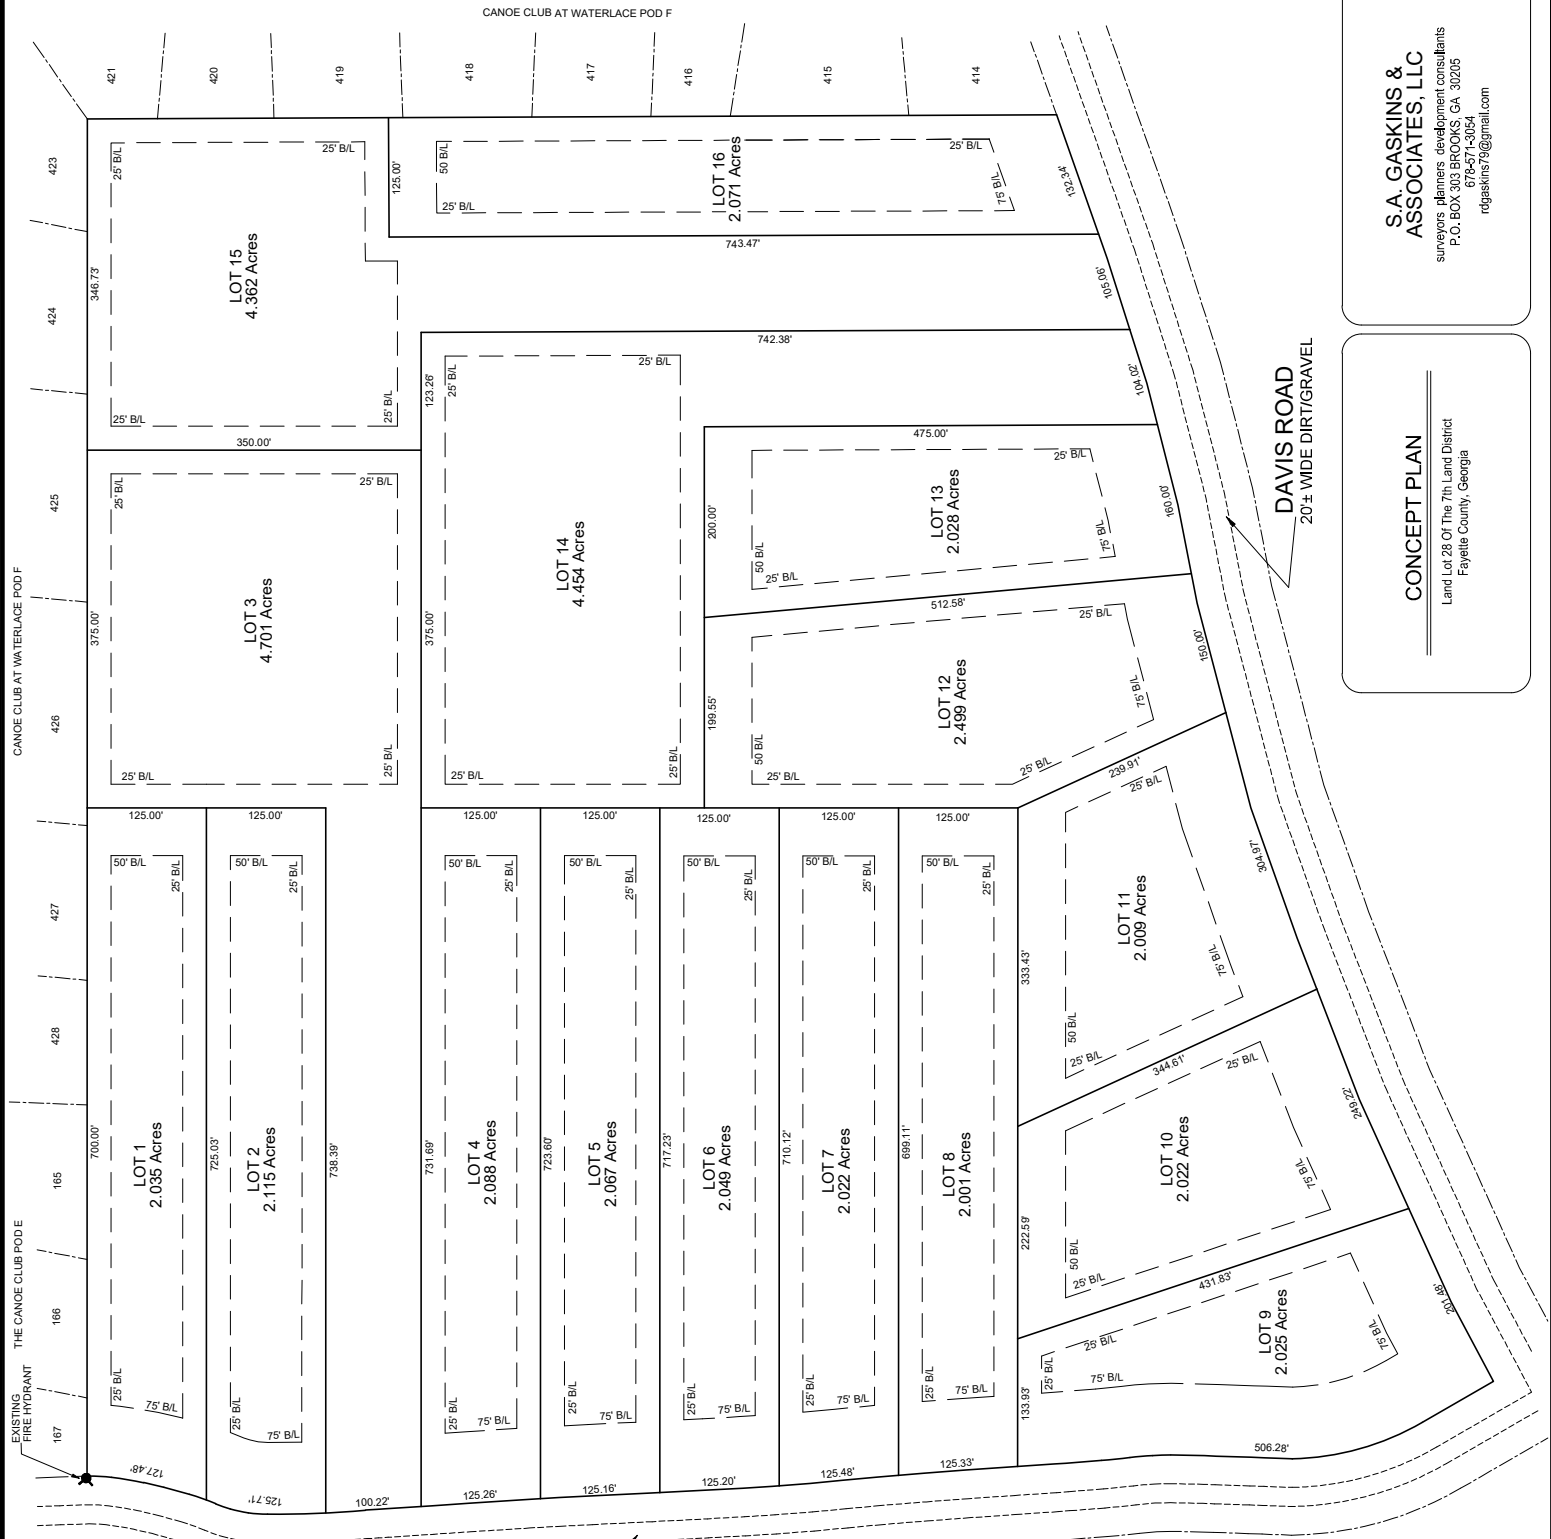 CANOE CLUB AT WATERLACE POD F
421
420
419
418
417
416
415
414
423
424
425
426
427
428
165
166
167
CANOE CLUB AT WATERLACE POD F
THE CANOE CLUB POD E
EXISTING
FIRE HYDRANT
LOT 15
4.362 Acres
25' B/L
25' B/L
25' B/L
25' B/L
346.73'
350.00'
LOT 16
2.071 Acres
50 B/L
25' B/L
25' B/L
75' B/L
125.00'
132.34'
743.47'
105.06'
LOT 3
4.701 Acres
25' B/L
25' B/L
25' B/L
25' B/L
375.00'
LOT 14
4.454 Acres
25' B/L
25' B/L
25' B/L
25' B/L
123.26'
375.00'
742.38'
104.02'
LOT 13
2.028 Acres
50 B/L
25' B/L
25' B/L
75' B/L
475.00'
200.00'
160.00'
512.58'
LOT 12
2.499 Acres
50 B/L
25' B/L
25' B/L
25' B/L
75' B/L
199.55'
150.00'
239.91'
LOT 1
2.035 Acres
50' B/L
25' B/L
25' B/L
75' B/L
125.00'
700.00'
127.48'
725.03'
LOT 2
2.115 Acres
50' B/L
25' B/L
25' B/L
75' B/L
125.00'
125.71'
738.39'
100.22'
LOT 4
2.088 Acres
50' B/L
25' B/L
25' B/L
75' B/L
125.00'
731.69'
125.26'
723.60'
LOT 5
2.067 Acres
50' B/L
25' B/L
25' B/L
75' B/L
125.00'
125.16'
717.23'
LOT 6
2.049 Acres
50' B/L
25' B/L
25' B/L
75' B/L
125.00'
125.20'
710.12'
LOT 7
2.022 Acres
50' B/L
25' B/L
25' B/L
75' B/L
125.00'
125.48'
699.11'
LOT 8
2.001 Acres
50' B/L
25' B/L
25' B/L
75' B/L
125.00'
125.33'
LOT 11
2.009 Acres
50 B/L
25' B/L
25' B/L
75' B/L
333.43'
304.97'
344.61'
LOT 10
2.022 Acres
50 B/L
25' B/L
25' B/L
75' B/L
222.59'
249.22'
431.83'
LOT 9
2.025 Acres
25' B/L
25' B/L
75' B/L
75' B/L
133.93'
201.48'
506.28'
DAVIS ROAD
20'± WIDE DIRT/GRAVEL
S.A. GASKINS &
ASSOCIATES, LLC
surveyors planners development consultants
P.O. BOX 303 BROOKS, GA 30205
678-571-3054
rdgaskins79@gmail.com
CONCEPT PLAN
Land Lot 28 Of The 7th Land District
Fayette County, Georgia